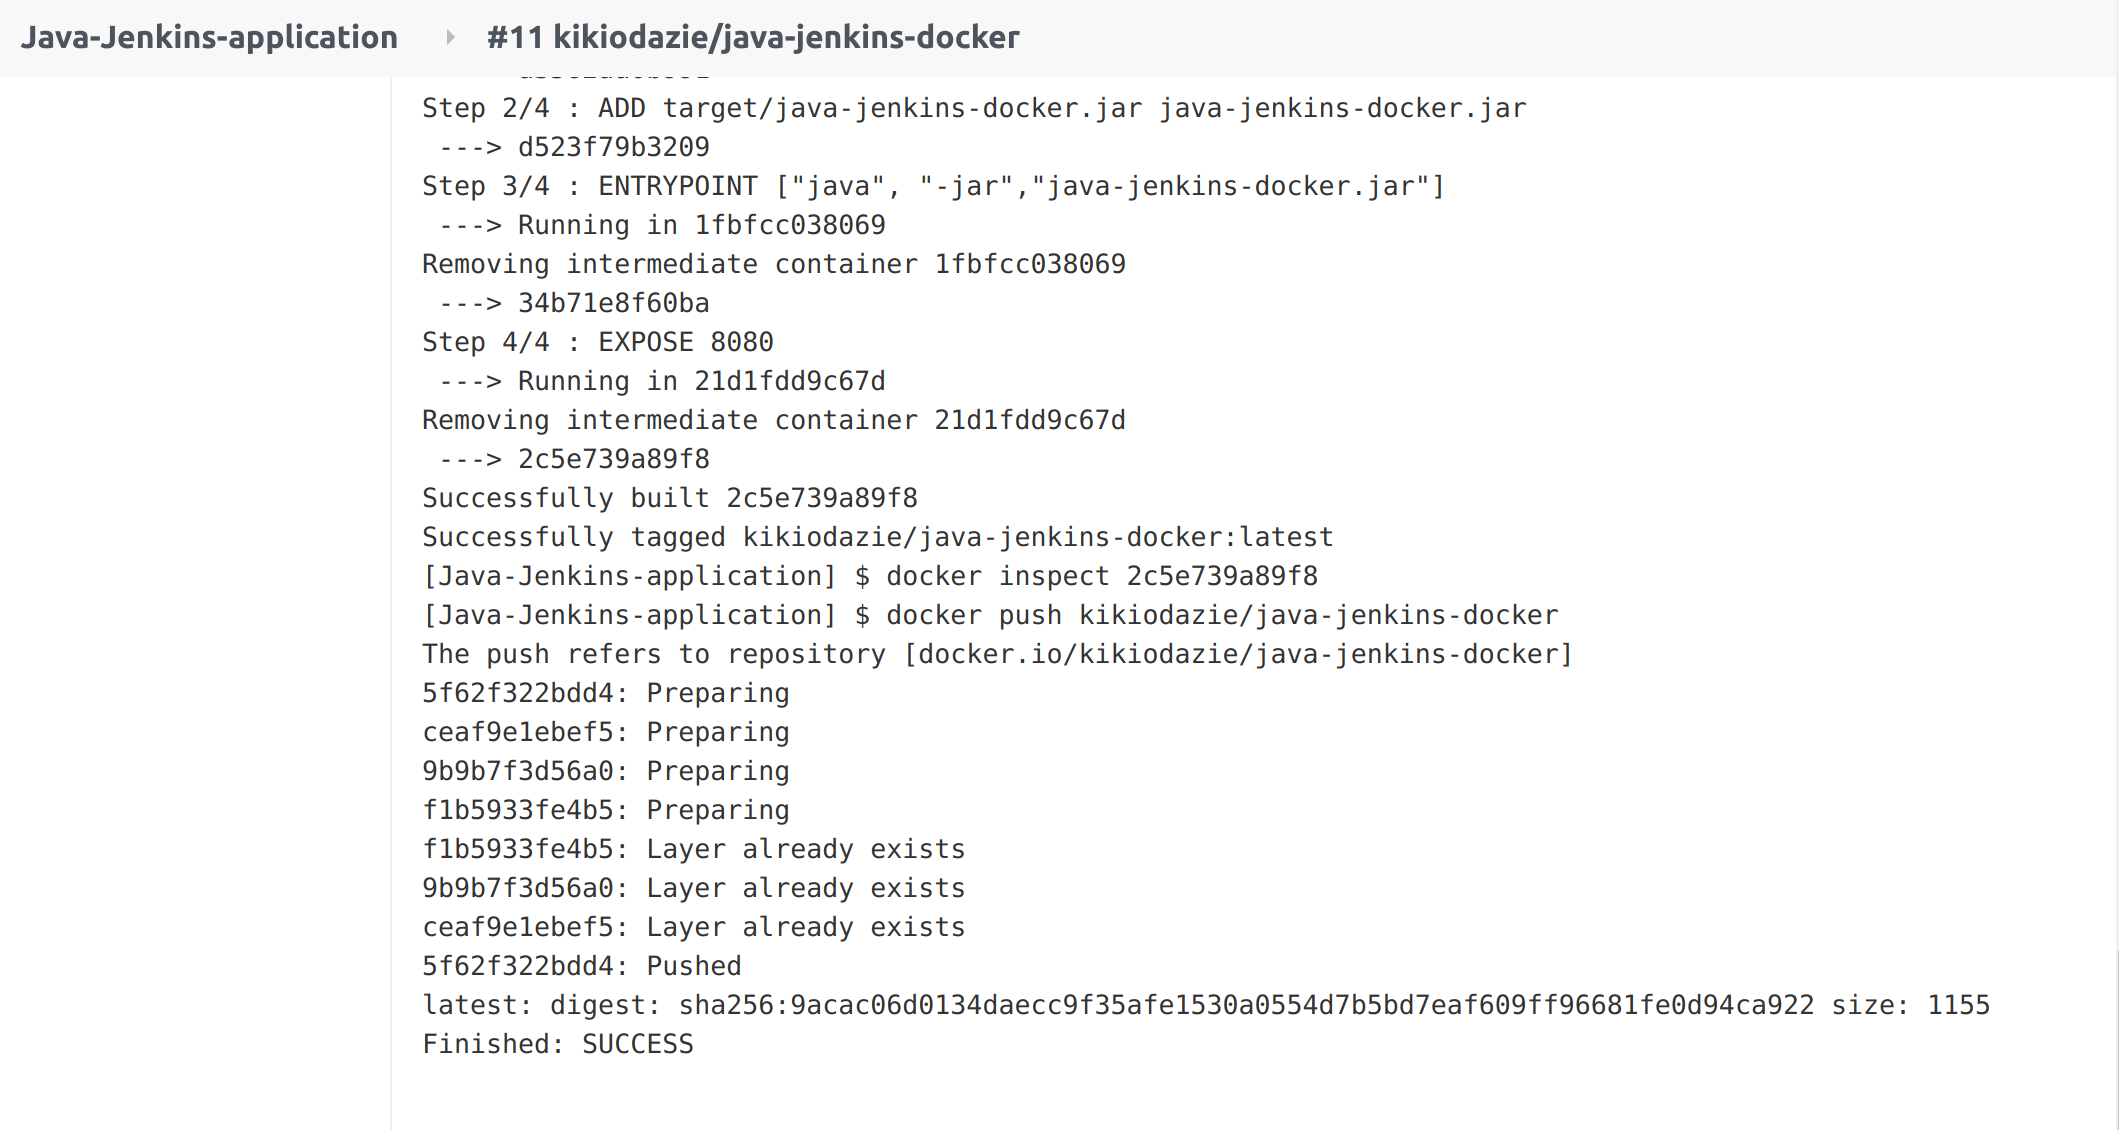 Java-Jenkins-application
#11 kikiodazie/java-jenkins-docker
Step 2/4 : ADD target/java-jenkins-docker.jar java-jenkins-docker.jar
---> d523f79b3209
Step 3/4 : ENTRYPOINT ["java", "-jar","java-jenkins-docker.jar"]
---> Running in 1fbfcc038069
Removing intermediate container 1fbfcc038069
---> 34b71e8f60ba
Step 4/4 : EXPOSE 8080
---> Running in 21d1fdd9c67d
Removing intermediate container 21d1fdd9c67d
---> 2c5e739a89f8
Successfully built 2c5e739a89f8
Successfully tagged kikiodazie/java-jenkins-docker:latest
[Java-Jenkins-application] $ docker inspect 2c5e739a89f8
[Java-Jenkins-application] $ docker push kikiodazie/java-jenkins-docker
The push refers to repository [docker.io/kikiodazie/java-jenkins-docker]
5f62f322bdd4: Preparing
ceaf9e1ebef5: Preparing
9b9b7f3d56a0: Preparing
f1b5933fe4b5: Preparing
f1b5933fe4b5: Layer already exists
9b9b7f3d56a0: Layer already exists
ceaf9e1ebef5: Layer already exists
5f62f322bdd4: Pushed
latest: digest: sha256:9acac06d0134daecc9f35afe1530a0554d7b5bd7eaf609ff96681fe0d94ca922 size: 1155
Finished: SUCCESS